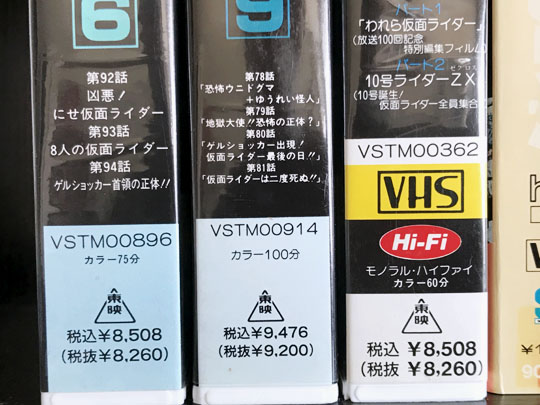 6
第92話
凶悪!
にせ仮面ライダー
第93話
8人の仮面ライダー
第94話
ゲルショッカー首領の正体!!
VSTM00896
カラー75分
東映
税込¥8,508
(税抜¥8,260)
9
第78話
「恐怖ウニドグマ
+ゆうれい怪人」
第79話
「地獄大使!!恐怖の正体?」
第80話
「ゲルショッカー出現!
仮面ライダー最後の日!!」
第81話
「仮面ライダーは二度死ぬ!!」
VSTM00914
カラー100分
東映
税込¥9,476
(税抜¥9,200)
パート1
「われら仮面ライダー」
(放送100回記念
特別編集フィルム)
パート2
ゼクロス
10号ライダーZX
(10号誕生!
仮面ライダー全員集合
VSTM00362
VHS
Hi-Fi
モノラル・ハイファイ
カラー60分
東映
税込 ¥8,508
(税抜 ¥8,260)